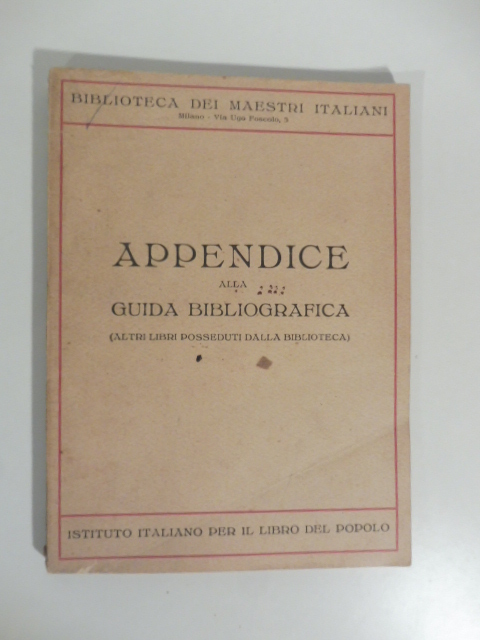 BIBLIOTECA DEI MAESTRI ITALIANI
Milano - Via Ugo Foscolo, 3
APPENDICE
ALLA
GUIDA BIBLIOGRAFICA
(ALTRI LIBRI POSSEDUTI DALLA BIBLIOTECA)
ISTITUTO ITALIANO PER IL LIBRO DEL POPOLO